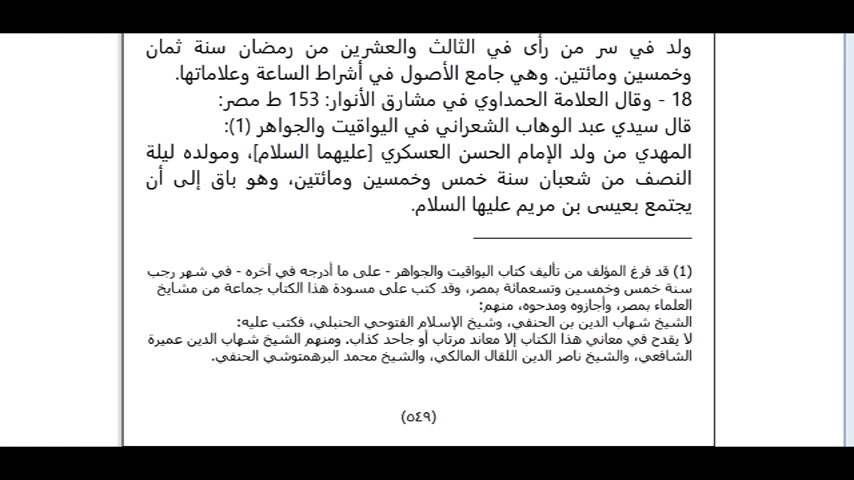 ولد في سر من رأى في الثالث والعشرين من رمضان سنة ثمان
وخمسين ومائتين. وهي جامع الأصول في أشراط الساعة وعلاماتها.
18 - وقال العلامة الحمداوي في مشارق الأنوار: 153 ط مصر:
قال سيدي عبد الوهاب الشعراني في اليواقيت والجواهر (1):
المهدي من ولد الإمام الحسن العسكري [عليهما السلام]، ومولده ليلة
النصف من شعبان سنة خمس وخمسين ومائتين، وهو باق إلى أن
يجتمع بعيسى بن مريم عليها السلام.
(1) قد فرغ المؤلف من تأليف كتاب اليواقيت والجواهر - على ما أدرجه في آخره - في شهر رجب
سنة خمس وخمسين وتسعمائة بمصر، وقد كتب على مسودة هذا الكتاب جماعة من مشايخ
العلماء بمصر، وأجازوه ومدحوه، منهم:
الشيخ شهاب الدين بن الحنفي، وشيخ الإسلام الفتوحي الحنبلي، فكتب عليه:
لا يقدح في معاني هذا الكتاب إلا معاند مرتاب أو جاحد كذاب. ومنهم الشيخ شهاب الدين عميرة
الشافعي، والشيخ ناصر الدين اللقال المالكي، والشيخ محمد البرهمتوشي الحنفي.
(٥٤٩)